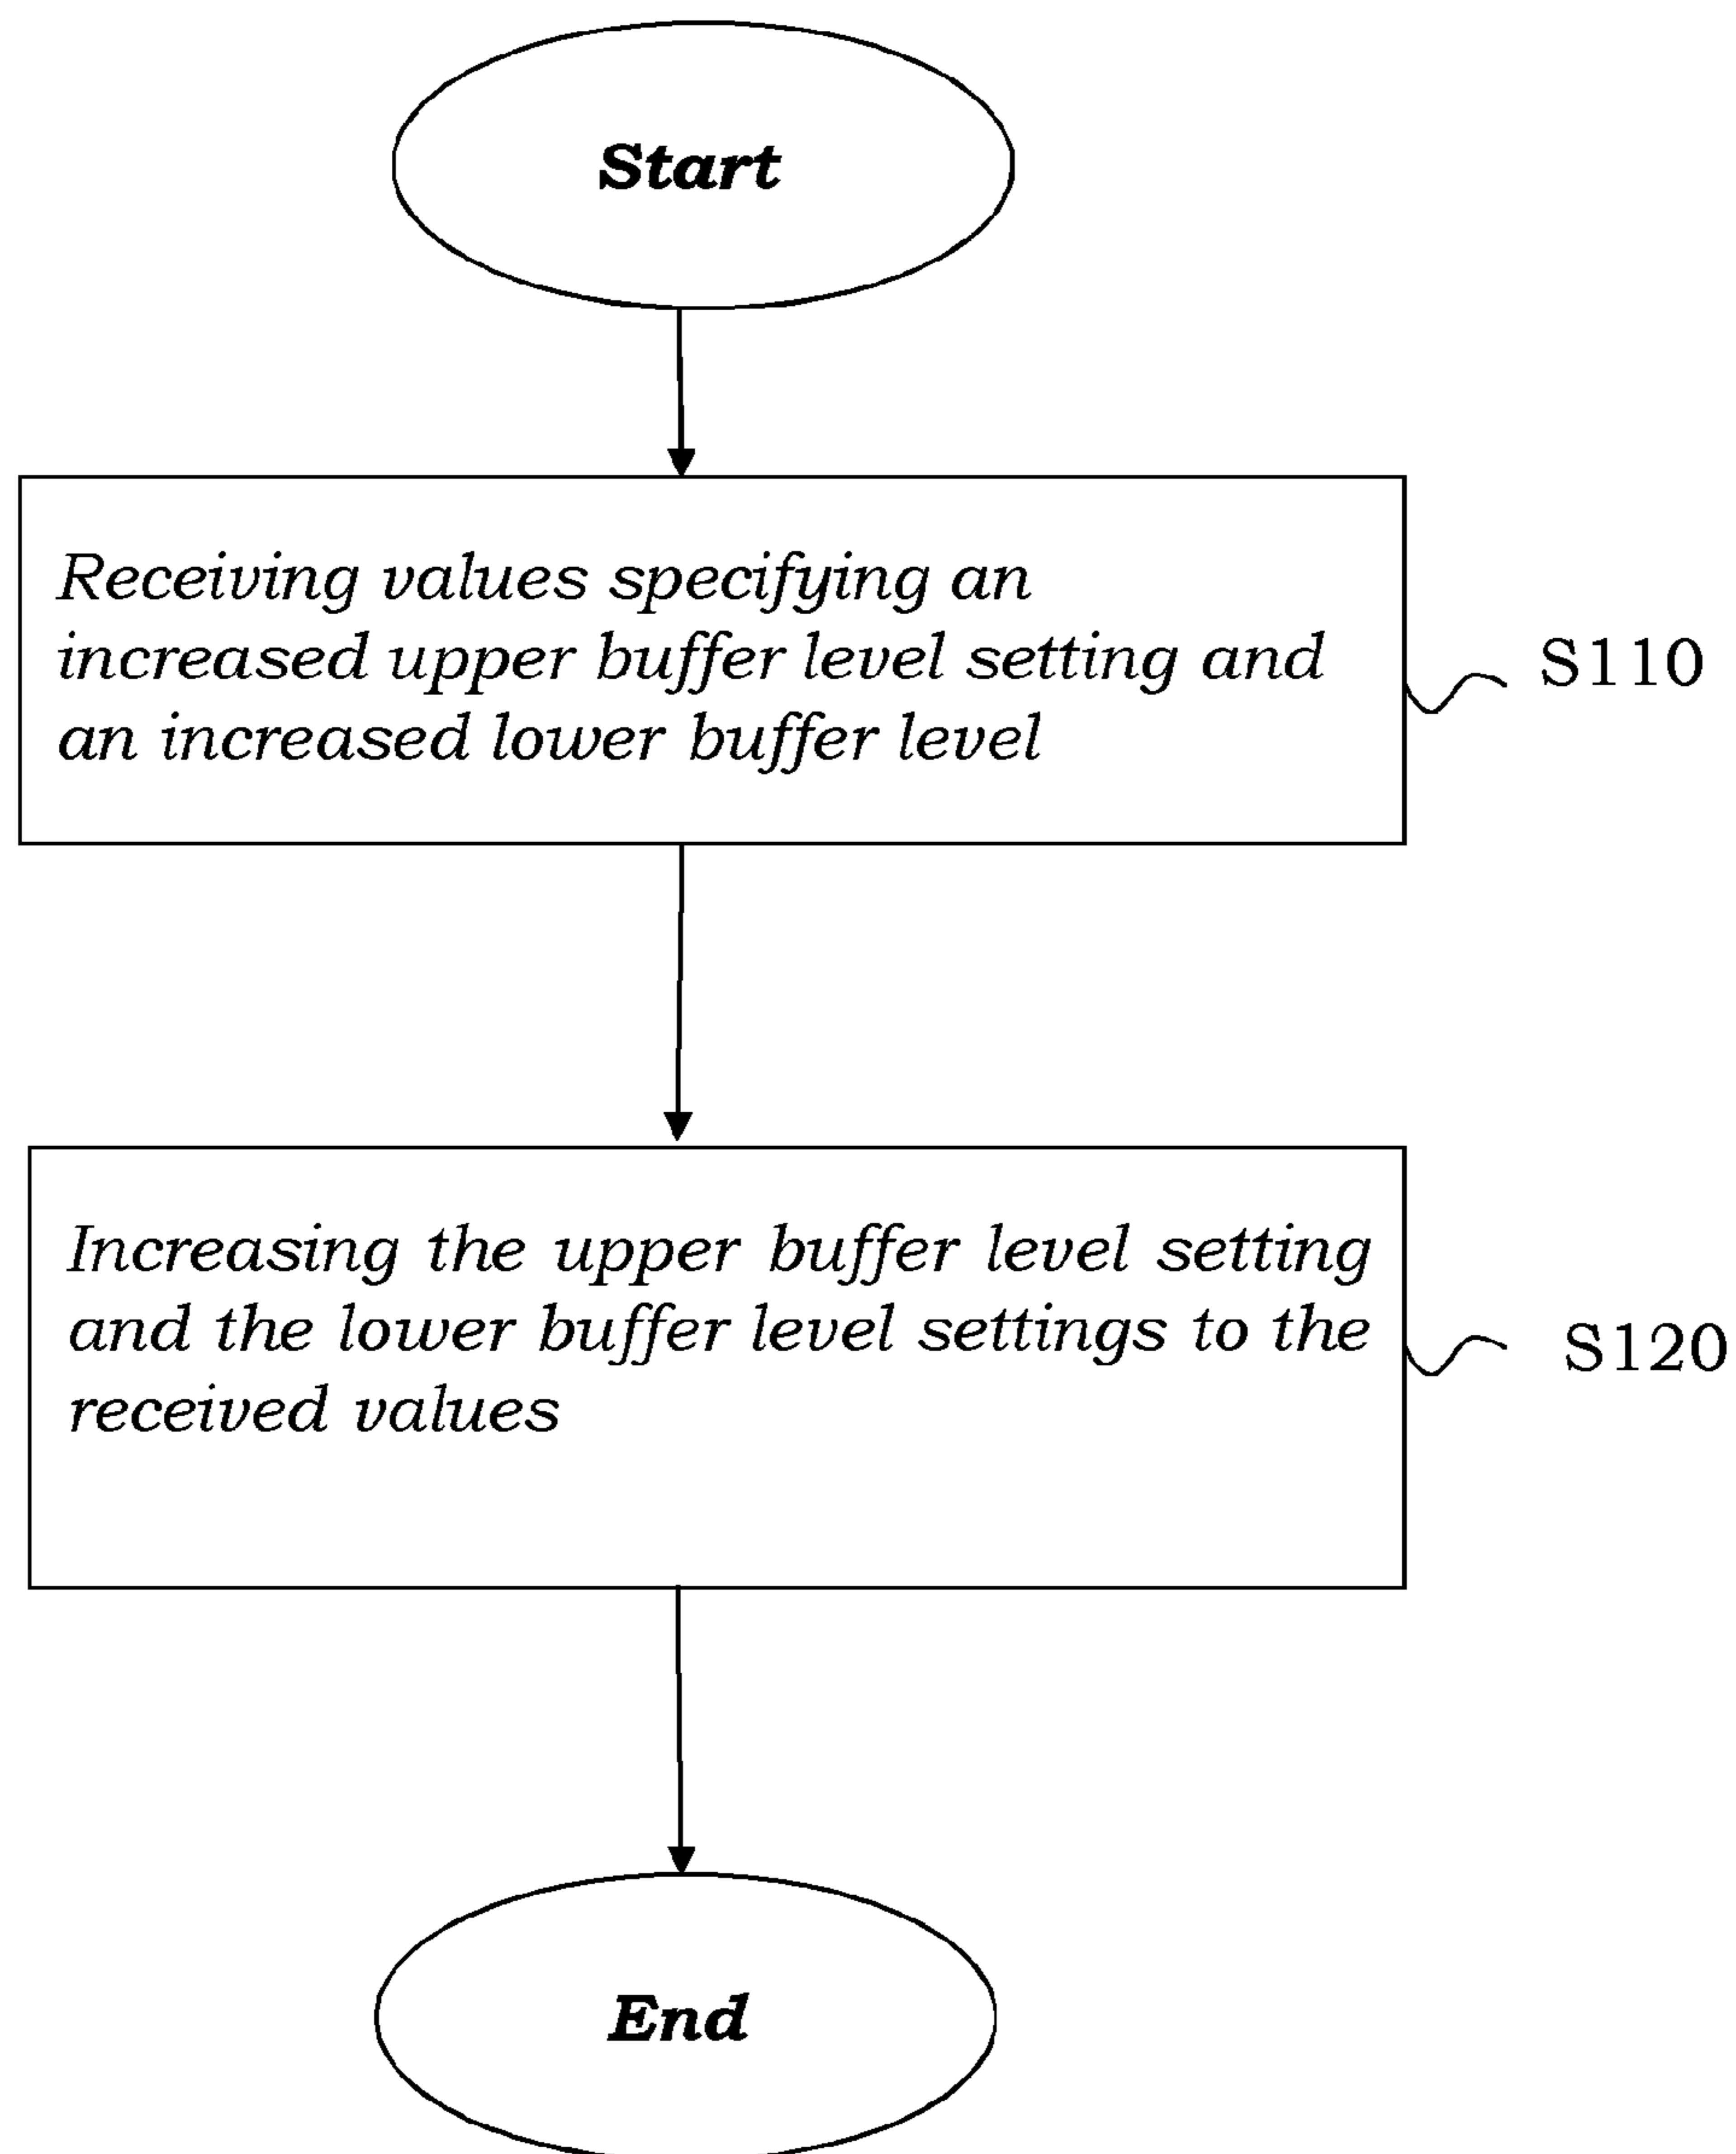 Start
Receiving values specifying an
increased upper buffer level setting and
an increased lower buffer level
S110
Increasing the upper buffer level setting
and the lower buffer level settings to the
received values
S120
End